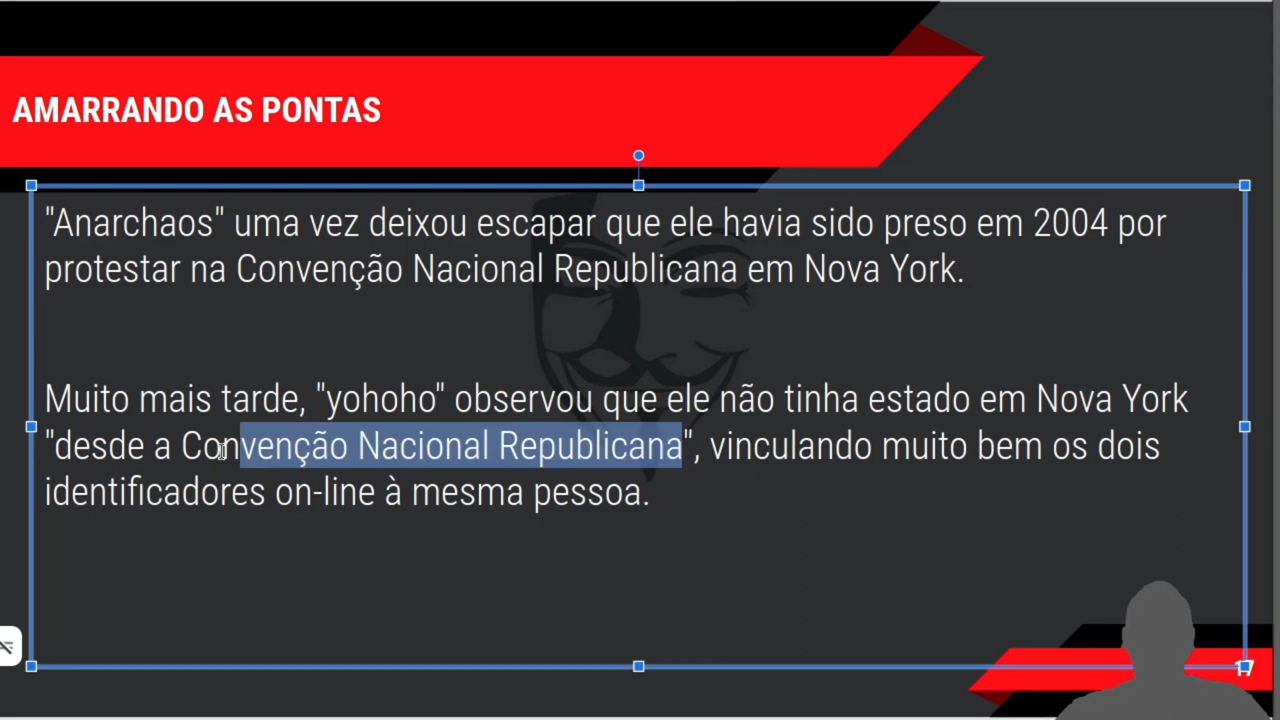 AMARRANDO AS PONTAS
"Anarchaos" uma vez deixou escapar que ele havia sido preso em 2004 por
protestar na Convenção Nacional Republicana em Nova York.
Muito mais tarde, "yohoho" observou que ele não tinha estado em Nova York
"desde a Convenção Nacional Republicana", vinculando muito bem os dois
identificadores on-line à mesma pessoa.
17